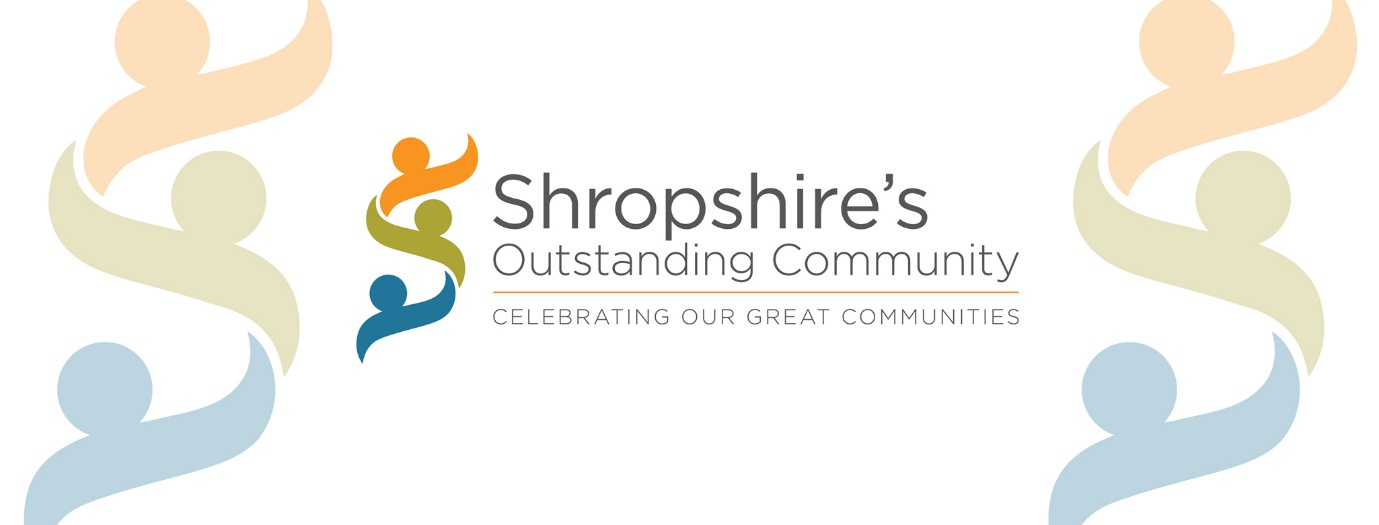 Shropshire’s
Outstanding Community
CELEBRATING OUR GREAT COMMUNITIES